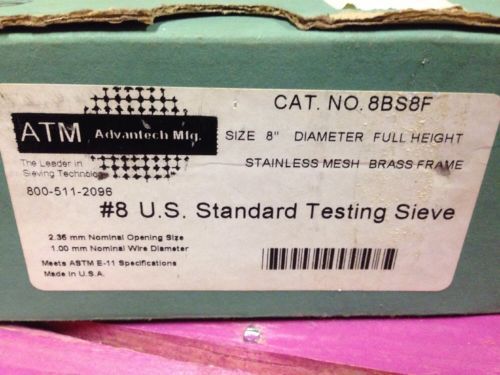 ATM Advantech Mfg.
The Leader in
Sieving Technology
800-511-2096
CAT. NO. 8BS8F
SIZE 8" DIAMETER FULL HEIGHT
STAINLESS MESH BRASS FRAME
#8 U.S. Standard Testing Sieve
2.36 mm Nominal Opening Size
1.00 mm Nominal Wire Diameter
Meets ASTM E-11 Specifications
Made in U.S.A.